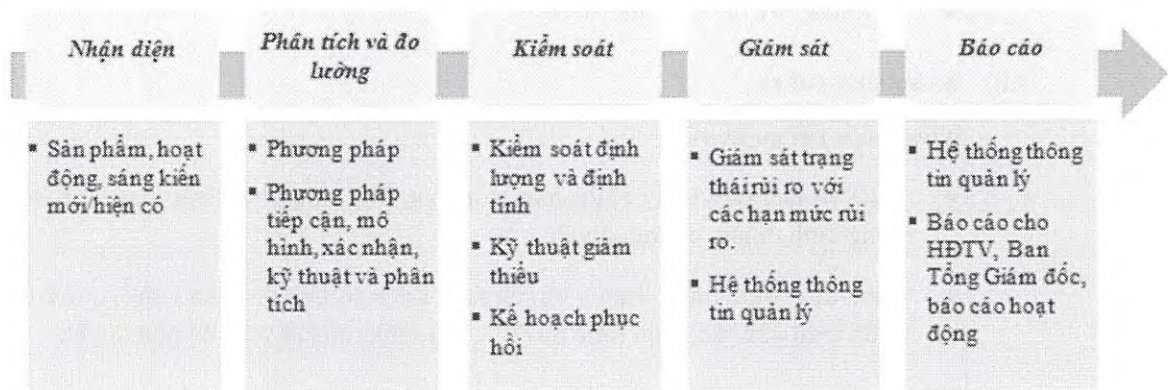 Nhận diện
Phân tích và đo
lường
Kiểm soát
Giám sát
Báo cáo
▪ Sản phẩm, hoạt
động, sáng kiến
mới/hiện có
▪ Phương pháp
▪ Phương pháp
tiếp cận, mô
hình, xác nhận,
kỹ thuật và phân
tích
▪ Kiểm soát định
lượng và định
tính
▪ Kỹ thuật giảm
thiểu
▪ Kế hoạch phục
hồi
▪ Giám sát trạng
thái rủi ro với
các hạn mức rủi
ro.
▪ Hệ thống thông
tin quản lý
▪ Hệ thống thông
tin quản lý
▪ Báo cáo cho
HĐTV, Ban
Tổng Giám đốc,
báo cáo hoạt
động